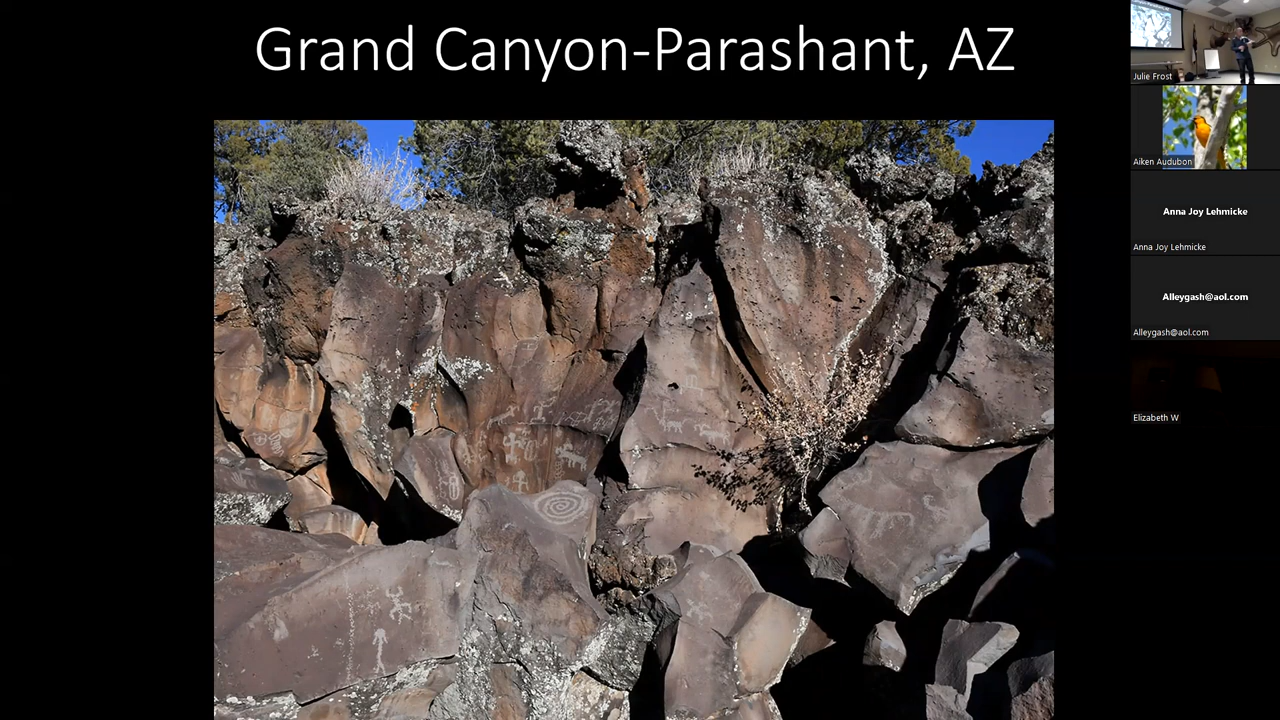 Grand Canyon-Parashant, AZ
Julie Frost
Aiken Audubon
Anna Joy Lehmicke
Anna Joy Lehmicke
Alleygash@aol.com
Alleygash@aol.com
Elizabeth W